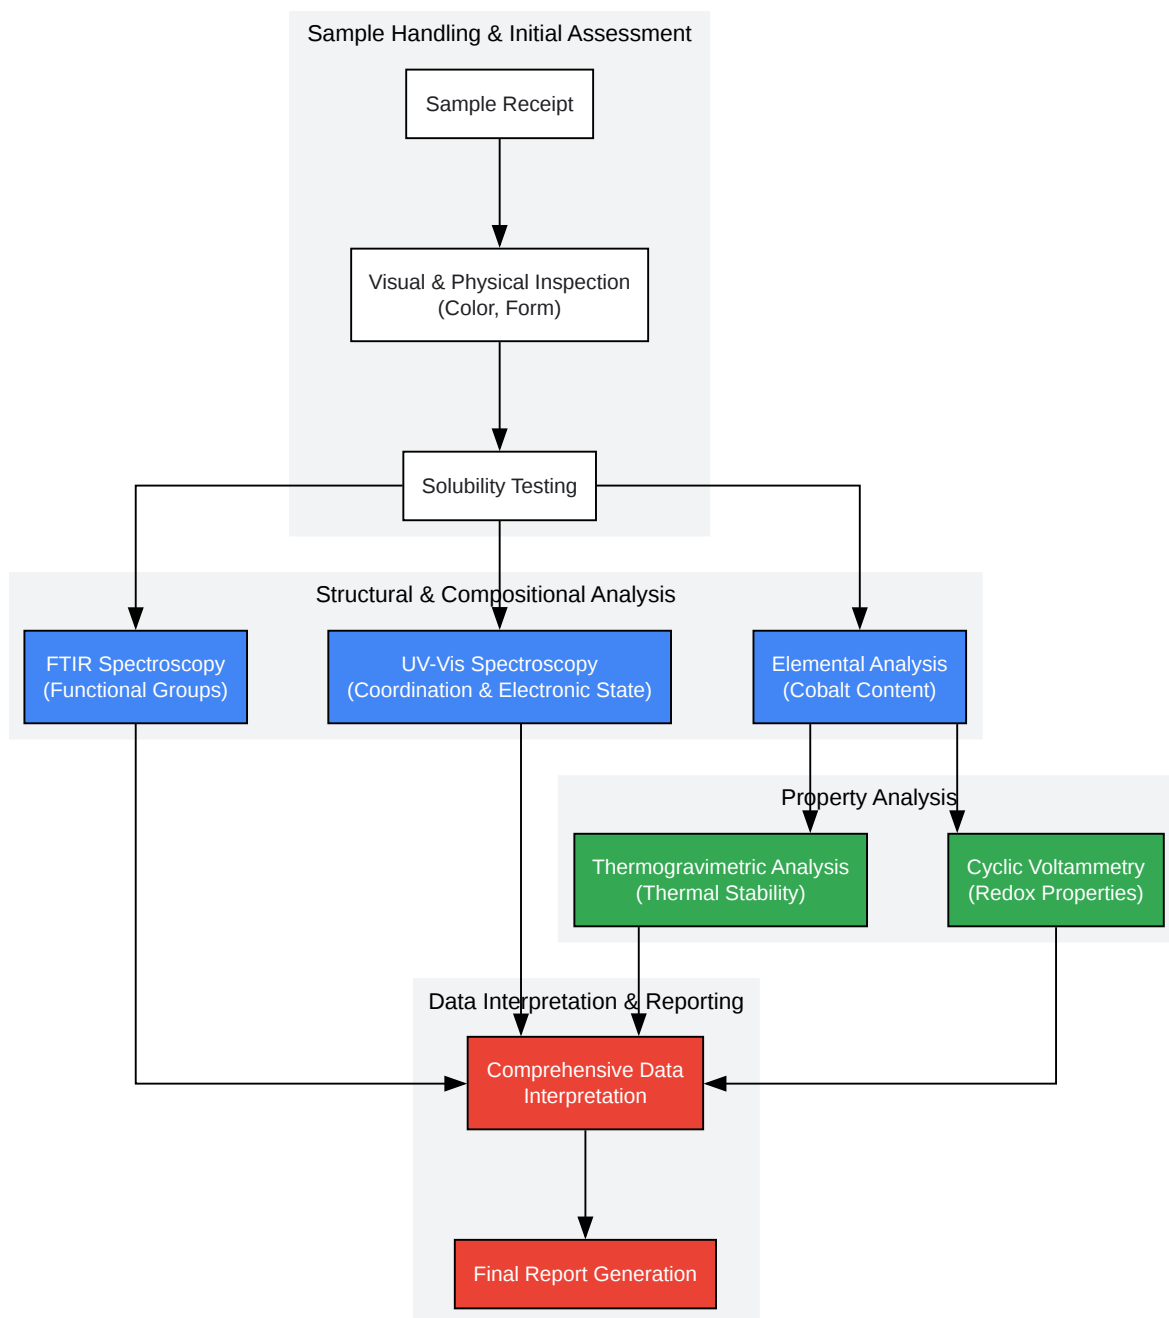 Sample Handling & Initial Assessment
Sample Receipt
Visual & Physical Inspection
(Color, Form)
Solubility Testing
Structural & Compositional Analysis
FTIR Spectroscopy
(Functional Groups)
UV-Vis Spectroscopy
(Coordination & Electronic State)
Elemental Analysis
(Cobalt Content)
Property Analysis
Thermogravimetric Analysis
(Thermal Stability)
Cyclic Voltammetry
(Redox Properties)
Data Interpretation & Reporting
Comprehensive Data
Interpretation
Final Report Generation